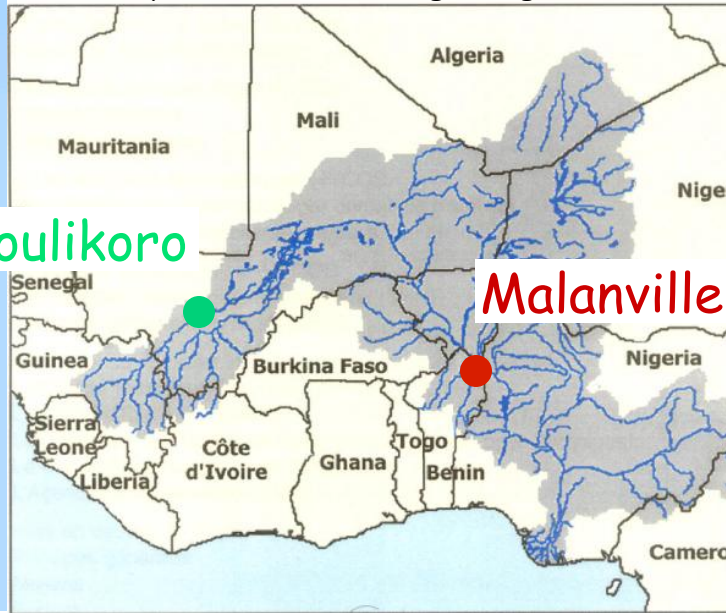 Algeria
Mali
Mauritania
Nige
oulikoro
Senegal
Malanville
Guinea
Burkina Faso
Nigeria
Sierra
Leone
Côte
d'Ivoire
Ghana
Togo
Benin
Liberia
Camero